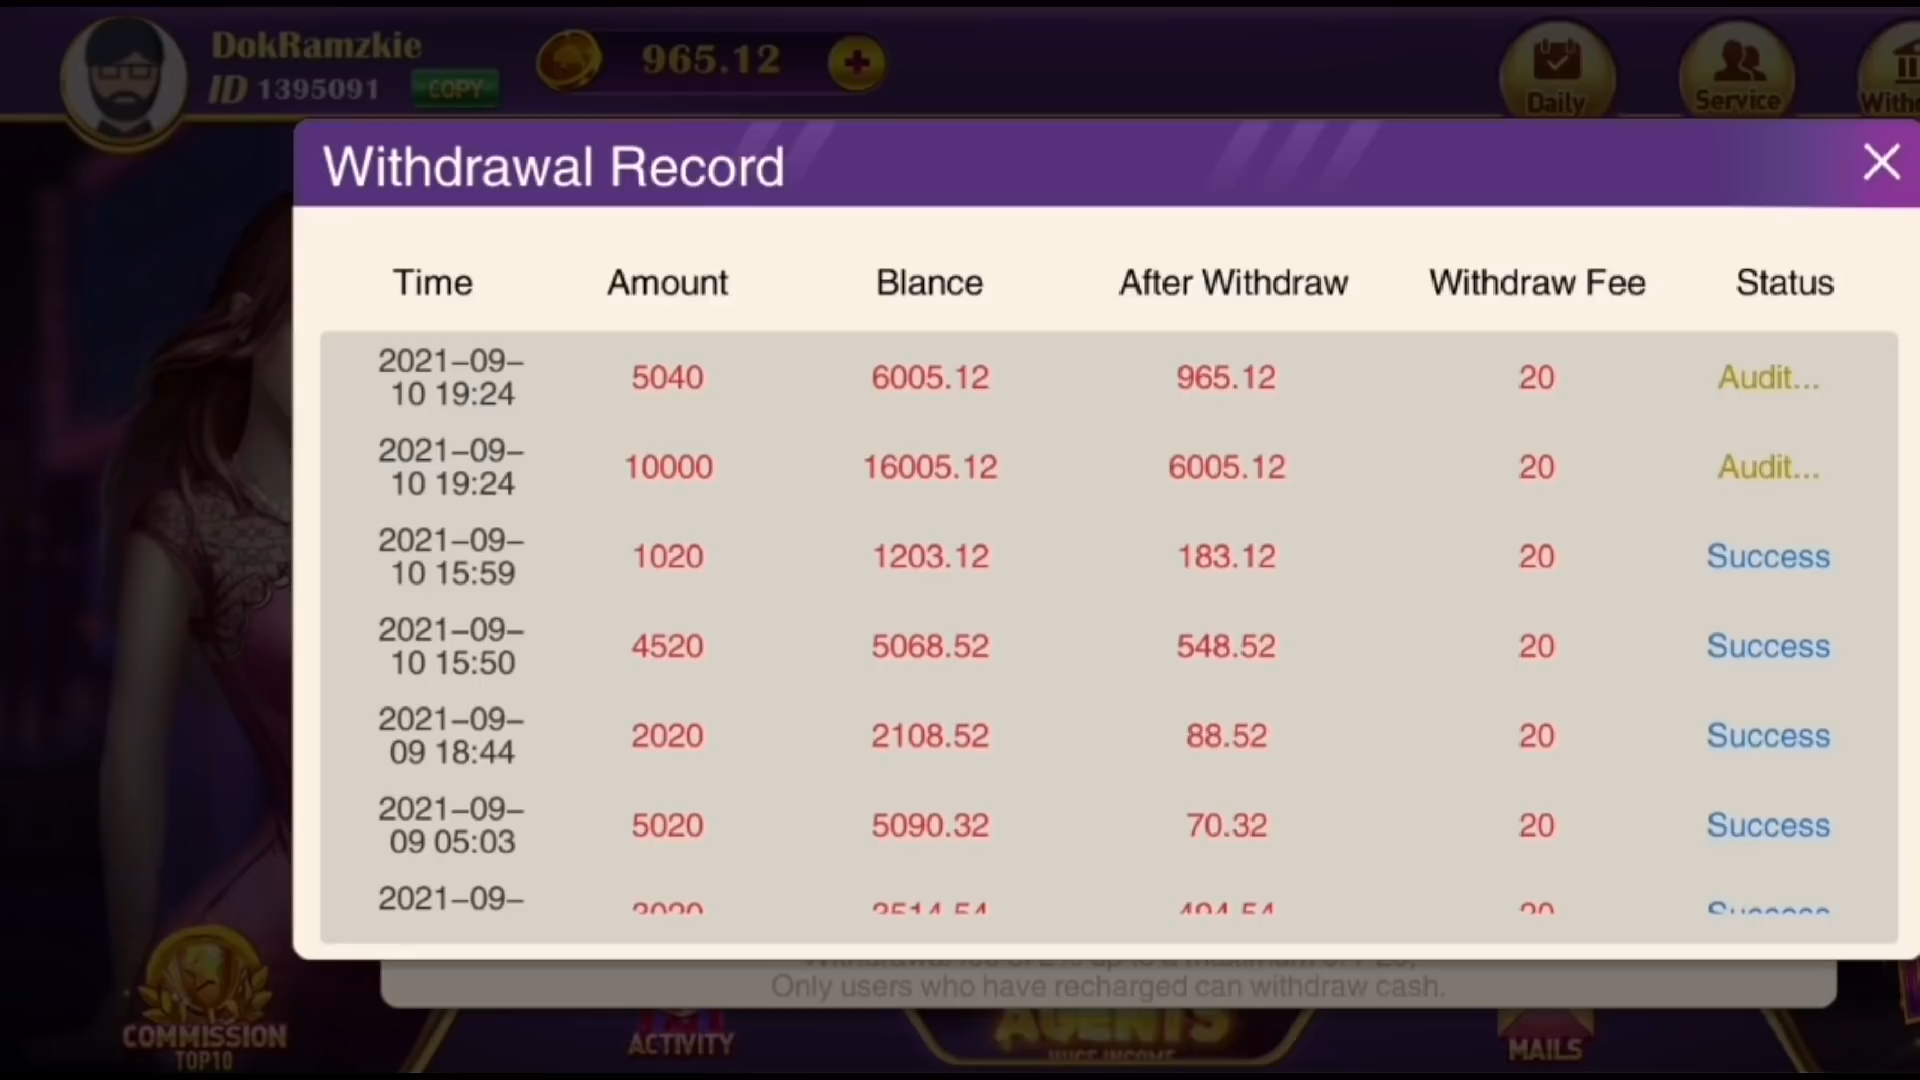 DokRamzkie
ID 1395091
COPY
965.12
Daily
Service
Withdrawal Record
Time Amount Blance After Withdraw Withdraw Fee Status
2021-09-
10 19:24 5040 6005.12 965.12 20 Audit...
2021-09-
10 19:24 10000 16005.12 6005.12 20 Audit...
2021-09-
10 15:59 1020 1203.12 183.12 20 Success
2021-09-
10 15:50 4520 5068.52 548.52 20 Success
2021-09-
09 18:44 2020 2108.52 88.52 20 Success
2021-09-
09 05:03 5020 5090.32 70.32 20 Success
2021-09-
Only users who have recharged can withdraw cash.
COMMISSION
TOP10
ACTIVITY
AGENTS
HUGE INCOME
MAILS